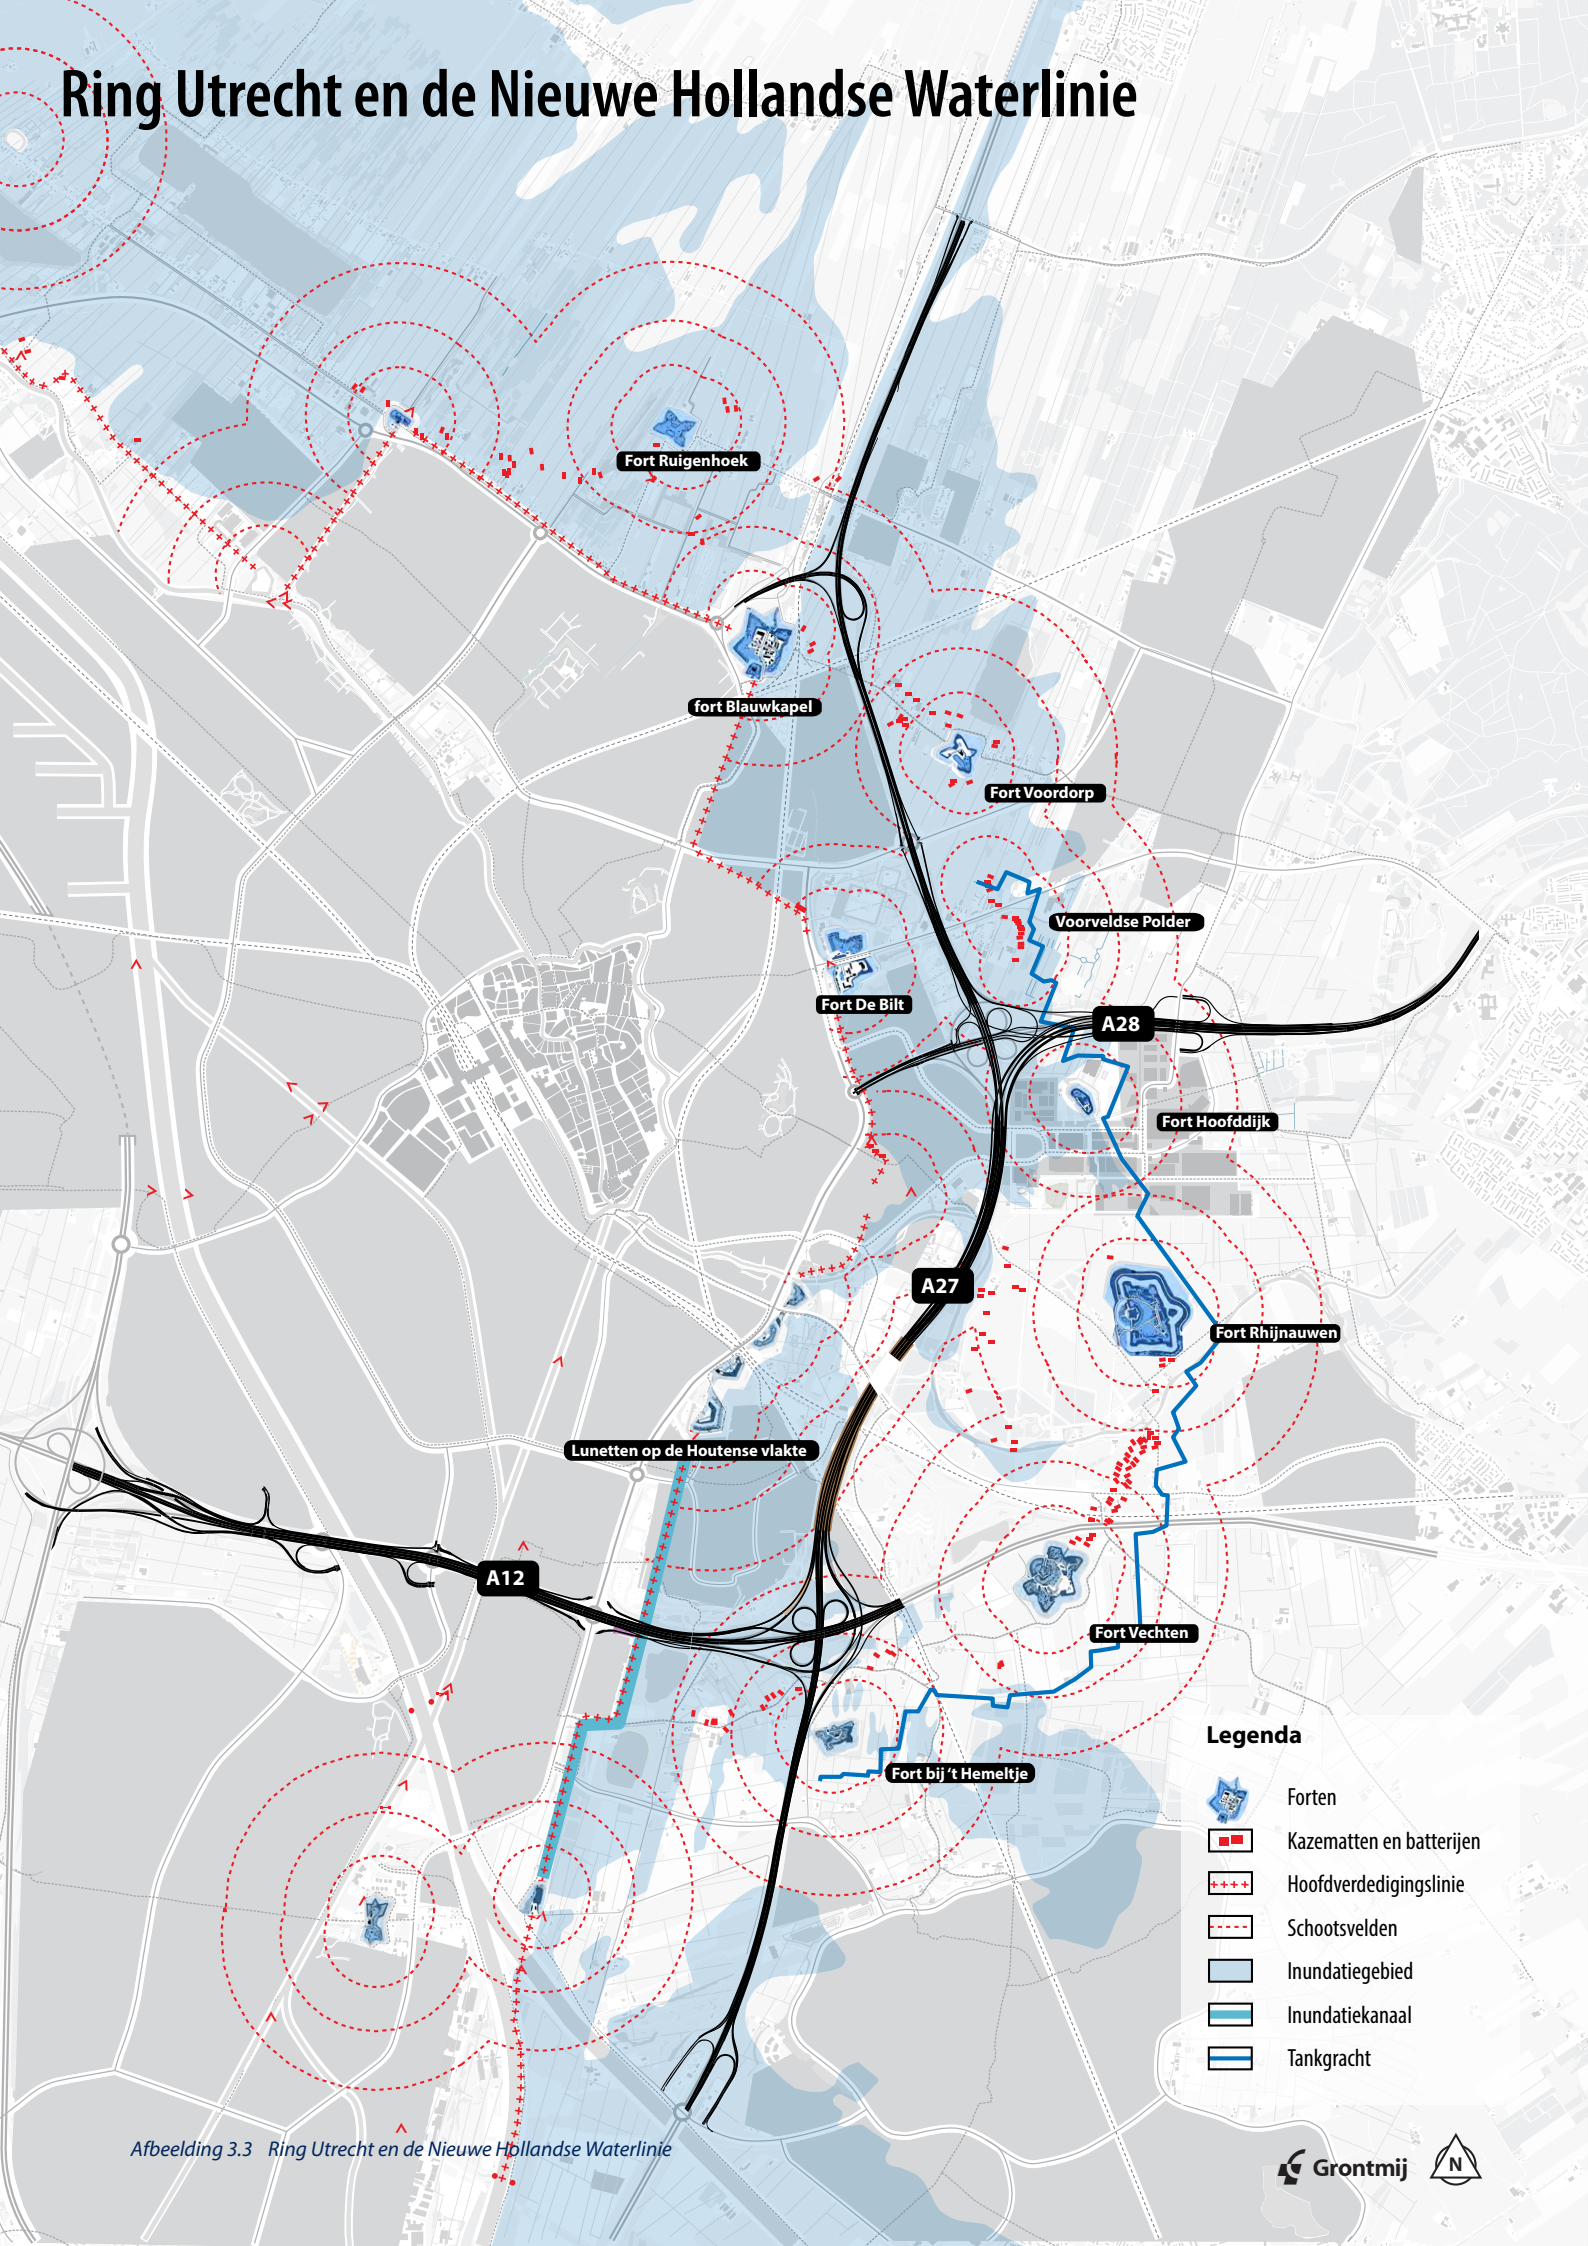 Ring Utrecht en de Nieuwe Hollandse Waterlinie
Fort Ruigenhoek
fort Blauwkapel
Fort Voordorp
Voorveldse Polder
Fort De Bilt
A28
Fort Hoofddijk
A27
Fort Rhijnauwen
Lunetten op de Houtense vlakte
A12
Fort Vechten
Fort bij ‘t Hemeltje
Legenda
Forten
Kazematten en batterijen
Hoofdverdedigingslinie
Schootsvelden
Inundatiegebied
Inundatiekanaal
Tankgracht
Afbeelding 3.3 Ring Utrecht en de Nieuwe Hollandse Waterlinie
Grontmij
N